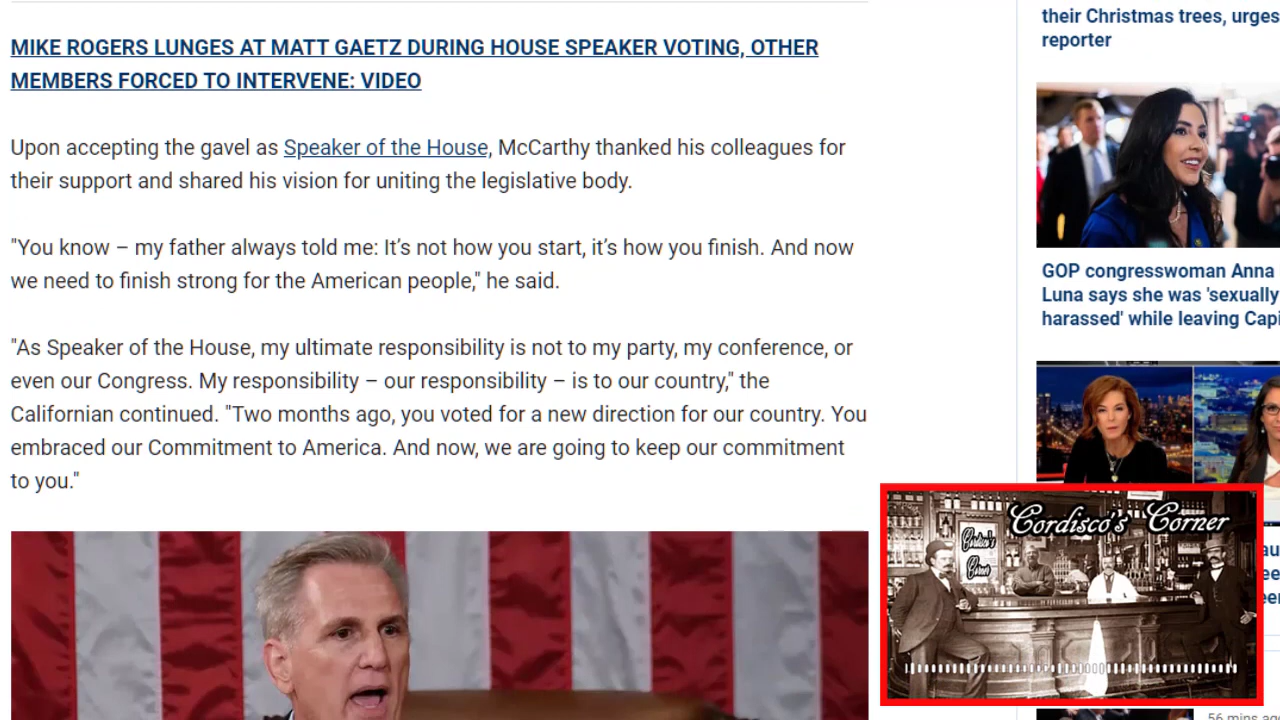 MIKE ROGERS LUNGES AT MATT GAETZ DURING HOUSE SPEAKER VOTING, OTHER
MEMBERS FORCED TO INTERVENE: VIDEO
Upon accepting the gavel as Speaker of the House, McCarthy thanked his colleagues for
their support and shared his vision for uniting the legislative body.
"You know – my father always told me: It’s not how you start, it’s how you finish. And now
we need to finish strong for the American people," he said.
"As Speaker of the House, my ultimate responsibility is not to my party, my conference, or
even our Congress. My responsibility – our responsibility – is to our country," the
Californian continued. "Two months ago, you voted for a new direction for our country. You
embraced our Commitment to America. And now, we are going to keep our commitment
to you."
their Christmas trees, urges
reporter
GOP congresswoman Anna
Luna says she was 'sexually
harassed' while leaving Capi
Cordisco's Corner
Cordisco's
Corner
56 mins ago